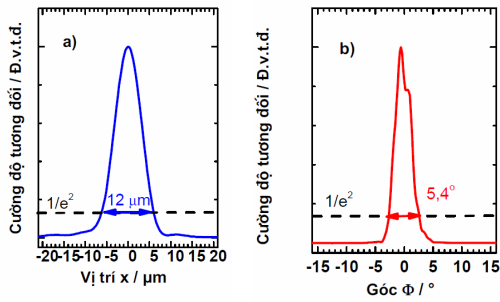 a)
Cường độ tương đối / Đ.v.t.d.
1/e²
12 µm
-20 -15 -10 -5 0 5 10 15 20
Vị trí x / µm
b)
Cường độ tương đối / Đ.v.t.d.
1/e²
5,4°
-15 -10 -5 0 5 10 15
Góc Φ / °